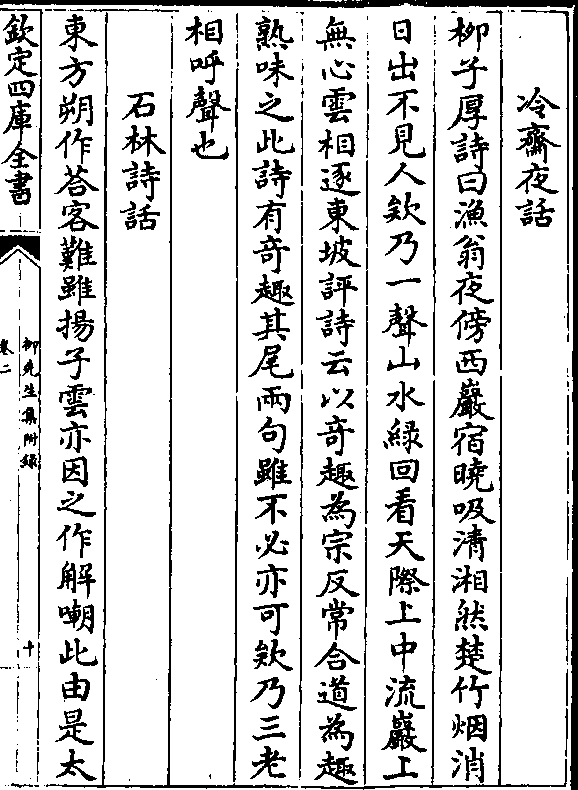 冷齋夜話
柳子厚詩曰漁翁夜傍西巖宿曉吸清湘然楚竹烟消
日出不見人欸乃一聲山水緑回看天際上中流巖上
無心雲相逐東坡評詩云以竒趣為宗反常合道為趣
熟味之此詩有竒趣其尾兩句雖不必亦可欸乃三老
相呼聲也
石林詩話
東方朔作荅客難雖揚子雲亦因之作解嘲此由是太
欽定四庫全書
柳先生集附録
卷二
十